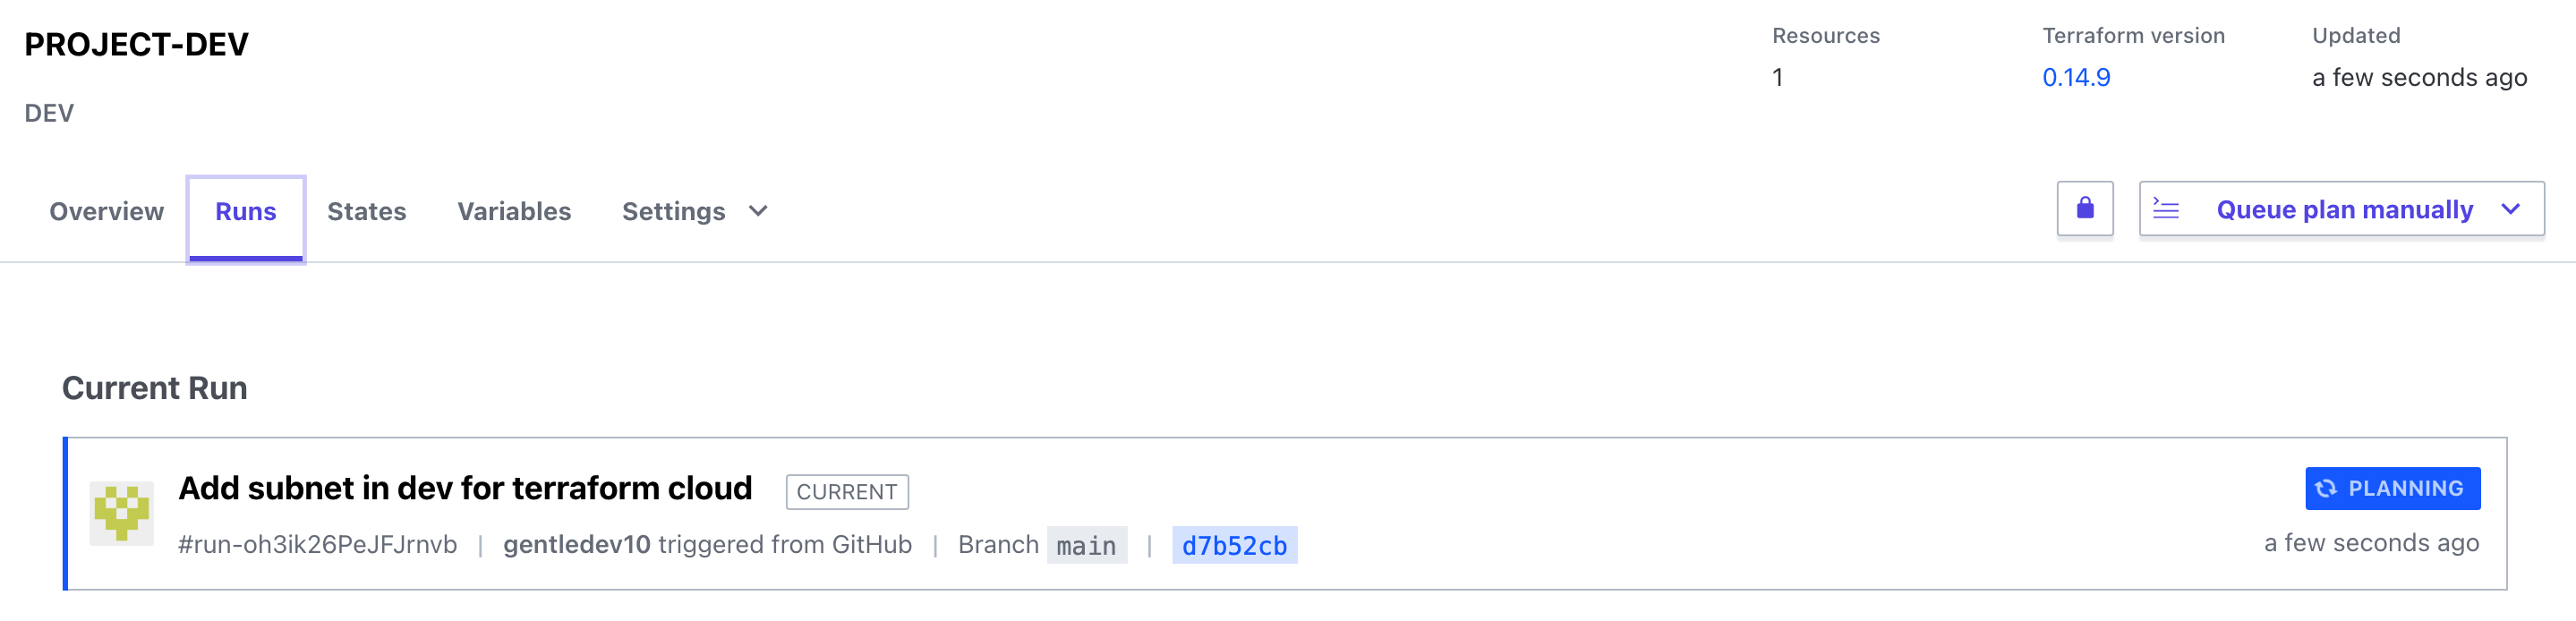 PROJECT-DEV
DEV
Resources
1
Terraform version
0.14.9
Updated
a few seconds ago
Overview Runs States Variables Settings
Queue plan manually
Current Run
Add subnet in dev for terraform cloud CURRENT
PLANNING
#run-oh3ik26PeJFJrnvb | gentledev10 triggered from GitHub | Branch main | d7b52cb
a few seconds ago